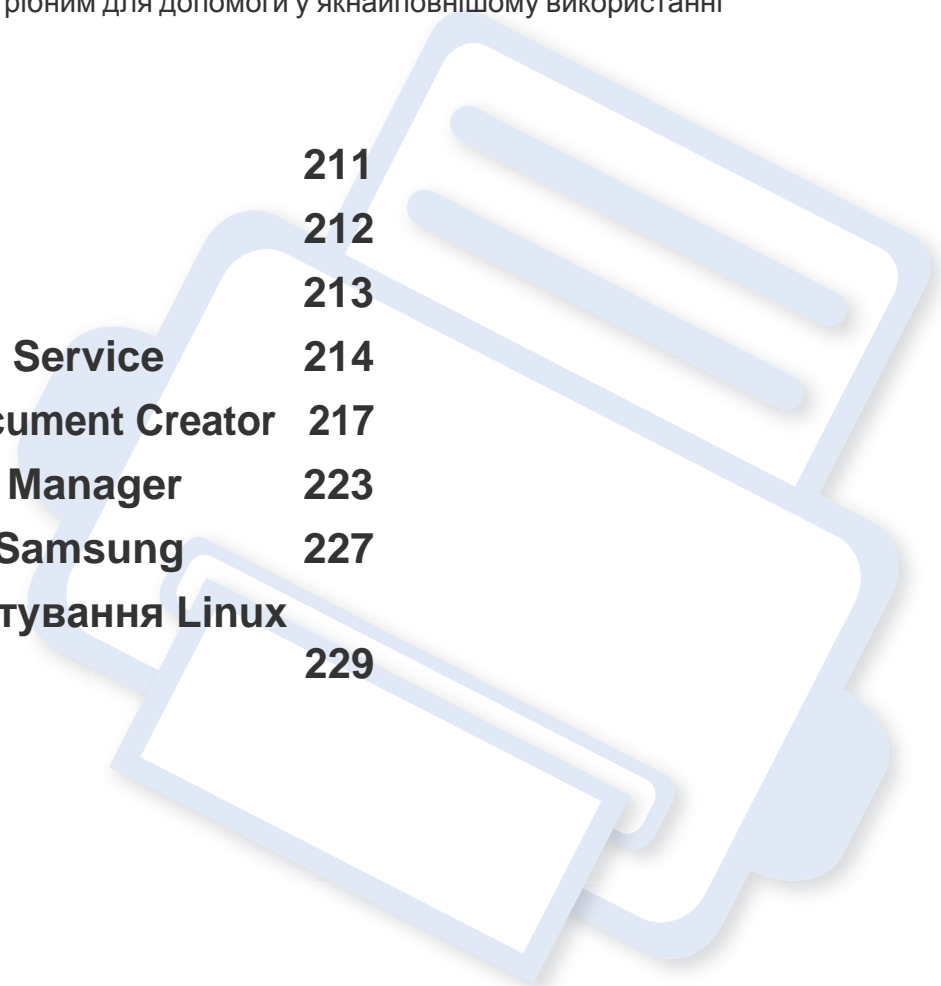 рібним для допомоги у якнайповнішому використанні
211
212
213
Service 214
cument Creator 217
Manager 223
Samsung 227
тування Linux
229